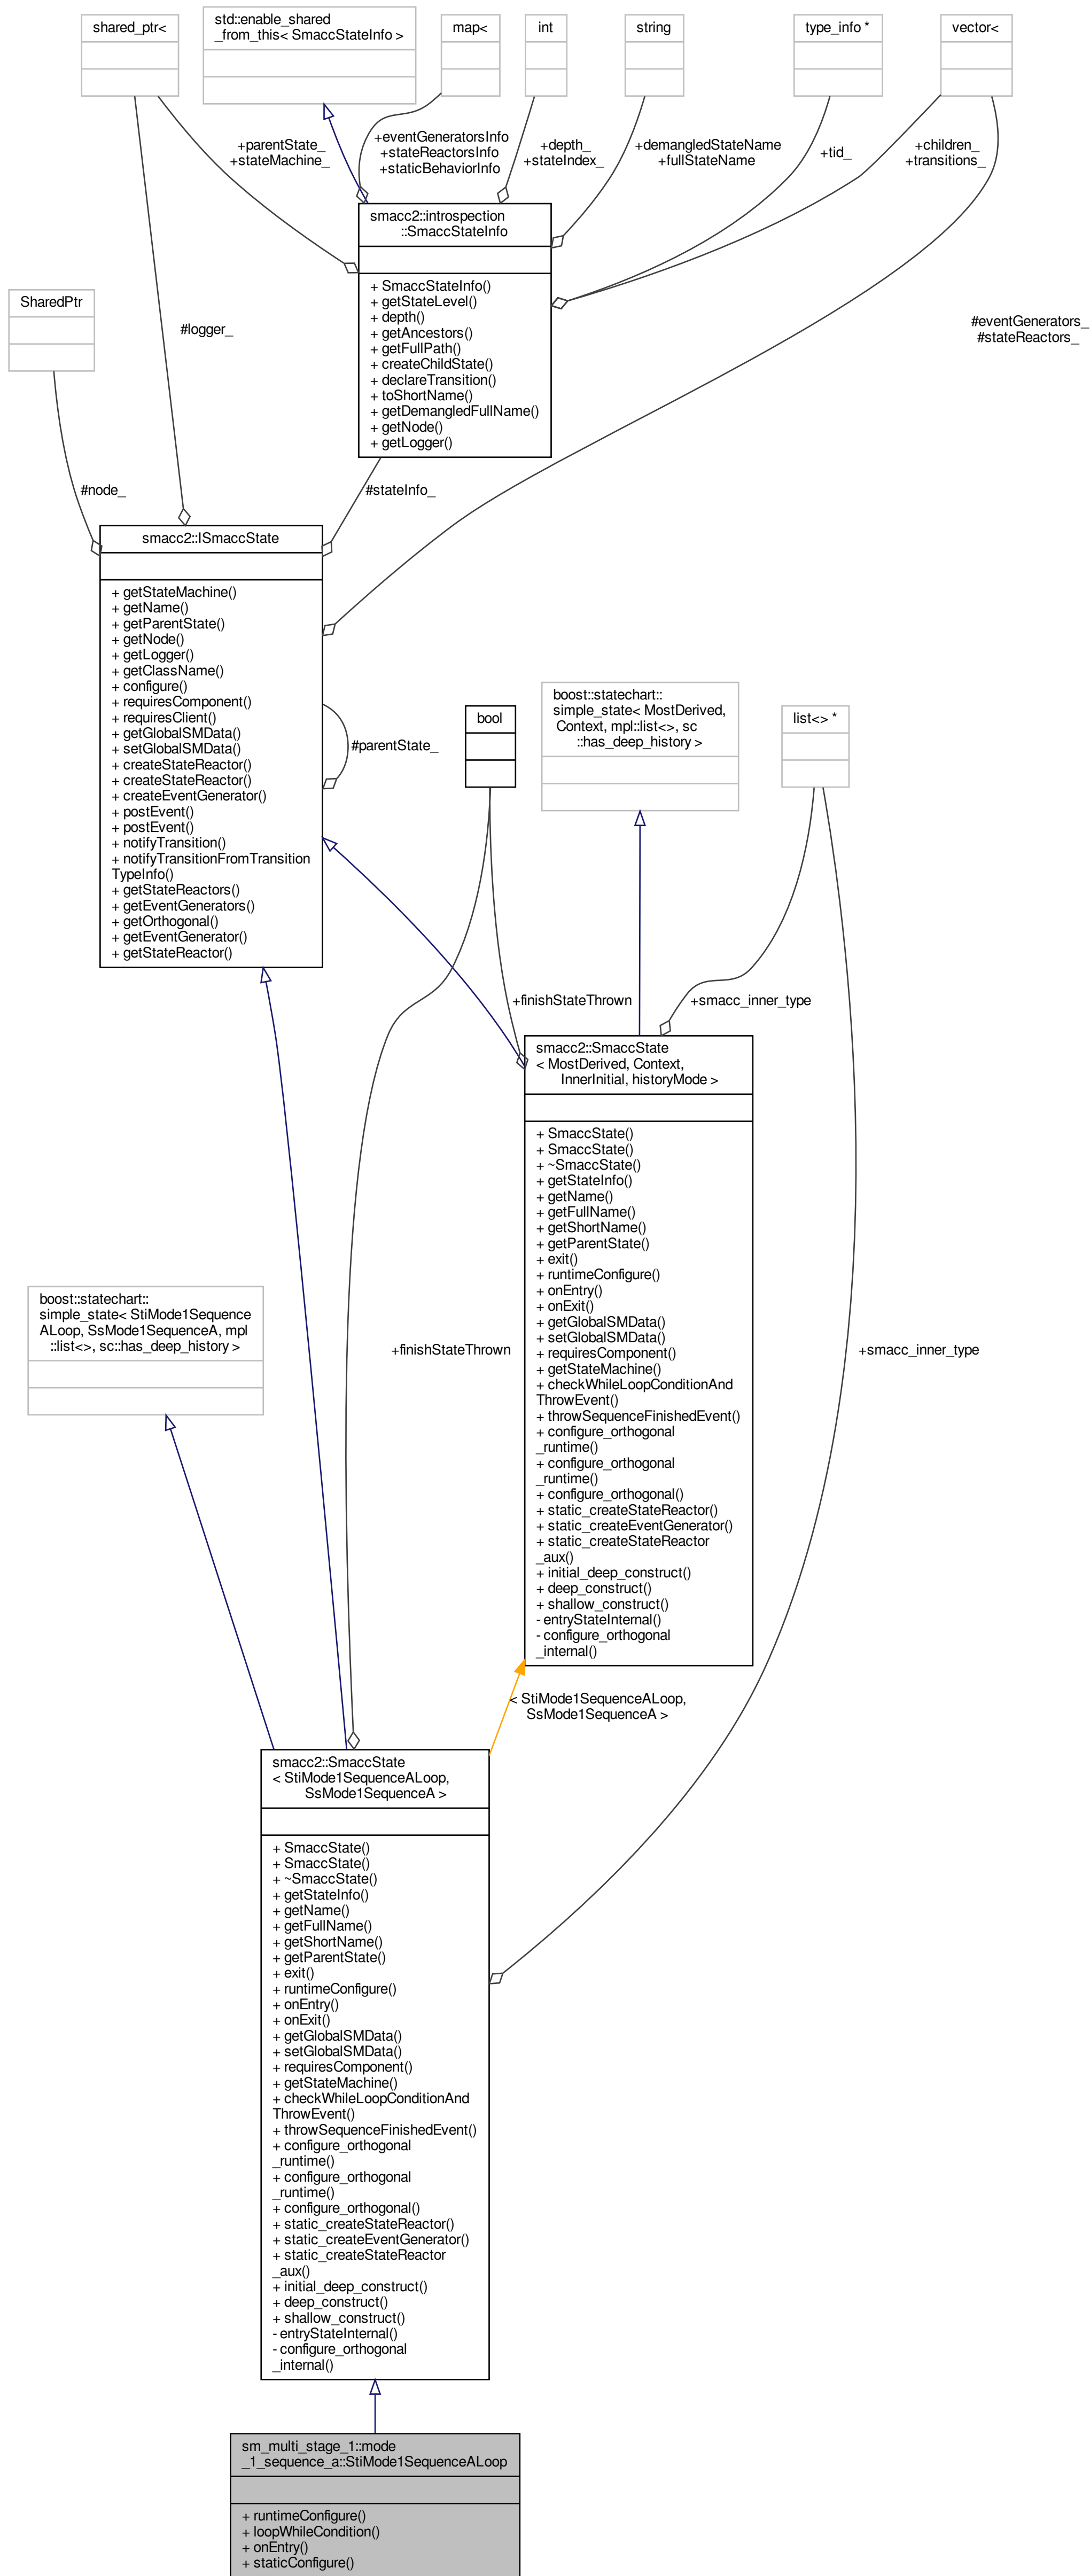 shared_ptr<
std::enable_shared
_from_this< SmaccStateInfo >
map<
int
string
type_info *
vector<
+parentState_
+stateMachine_
+eventGeneratorsInfo
+stateReactorsInfo
+staticBehaviorInfo
+depth_
+stateIndex_
+demangledStateName
+fullStateName
+tid_
+children_
+transitions_
smacc2::introspection
::SmaccStateInfo
+ SmaccStateInfo()
+ getStateLevel()
+ depth()
+ getAncestors()
+ getFullPath()
+ createChildState()
+ declareTransition()
+ toShortName()
+ getDemangledFullName()
+ getNode()
+ getLogger()
SharedPtr
#logger_
#eventGenerators_
#stateReactors_
#node_
#stateInfo_
smacc2::ISmaccState
+ getStateMachine()
+ getName()
+ getParentState()
+ getNode()
+ getLogger()
+ getClassName()
+ configure()
+ requiresComponent()
+ requiresClient()
+ getGlobalSMData()
+ setGlobalSMData()
+ createStateReactor()
+ createStateReactor()
+ createEventGenerator()
+ postEvent()
+ postEvent()
+ notifyTransition()
+ notifyTransitionFromTransition
TypeInfo()
+ getStateReactors()
+ getEventGenerators()
+ getOrthogonal()
+ getEventGenerator()
+ getStateReactor()
#parentState_
bool
boost::statechart::
simple_state< MostDerived,
Context, mpl::list<>, sc
::has_deep_history >
list<> *
+finishStateThrown
+smacc_inner_type
smacc2::SmaccState
< MostDerived, Context,
InnerInitial, historyMode >
+ SmaccState()
+ SmaccState()
+ ~SmaccState()
+ getStateInfo()
+ getName()
+ getFullName()
+ getShortName()
+ getParentState()
+ exit()
+ runtimeConfigure()
+ onEntry()
+ onExit()
+ getGlobalSMData()
+ setGlobalSMData()
+ requiresComponent()
+ getStateMachine()
+ checkWhileLoopConditionAnd
ThrowEvent()
+ throwSequenceFinishedEvent()
+ configure_orthogonal
_runtime()
+ configure_orthogonal
_runtime()
+ configure_orthogonal()
+ static_createStateReactor()
+ static_createEventGenerator()
+ static_createStateReactor
_aux()
+ initial_deep_construct()
+ deep_construct()
+ shallow_construct()
- entryStateInternal()
- configure_orthogonal
_internal()
boost::statechart::
simple_state< StiMode1Sequence
ALoop, SsMode1SequenceA, mpl
::list<>, sc::has_deep_history >
+finishStateThrown
+smacc_inner_type
< StiMode1SequenceALoop,
SsMode1SequenceA >
smacc2::SmaccState
< StiMode1SequenceALoop,
SsMode1SequenceA >
+ SmaccState()
+ SmaccState()
+ ~SmaccState()
+ getStateInfo()
+ getName()
+ getFullName()
+ getShortName()
+ getParentState()
+ exit()
+ runtimeConfigure()
+ onEntry()
+ onExit()
+ getGlobalSMData()
+ setGlobalSMData()
+ requiresComponent()
+ getStateMachine()
+ checkWhileLoopConditionAnd
ThrowEvent()
+ throwSequenceFinishedEvent()
+ configure_orthogonal
_runtime()
+ configure_orthogonal
_runtime()
+ configure_orthogonal()
+ static_createStateReactor()
+ static_createEventGenerator()
+ static_createStateReactor
_aux()
+ initial_deep_construct()
+ deep_construct()
+ shallow_construct()
- entryStateInternal()
- configure_orthogonal
_internal()
sm_multi_stage_1::mode
_1_sequence_a::StiMode1SequenceALoop
+ runtimeConfigure()
+ loopWhileCondition()
+ onEntry()
+ staticConfigure()